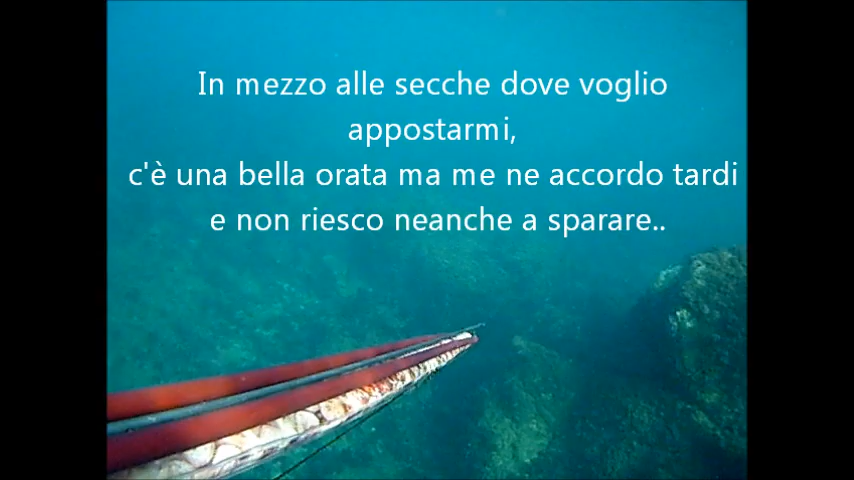 In mezzo alle secche dove voglio
appostarmi,
c'è una bella orata ma me ne accordo tardi
e non riesco neanche a sparare..